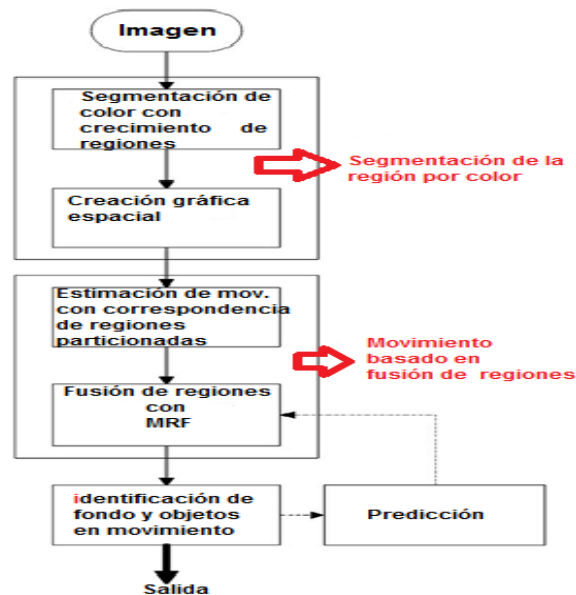 Imagen
Segmentación de
color con
crecimiento de
regiones
Segmentación de la
región por color
Creación gráfica
espacial
Estimación de mov.
con correspondencia
de regiones
particionadas
Movimiento
basado en
fusión de regiones
Fusión de regiones
con
MRF
identificación de
fondo y objetos
en movimiento
Predicción
Salida